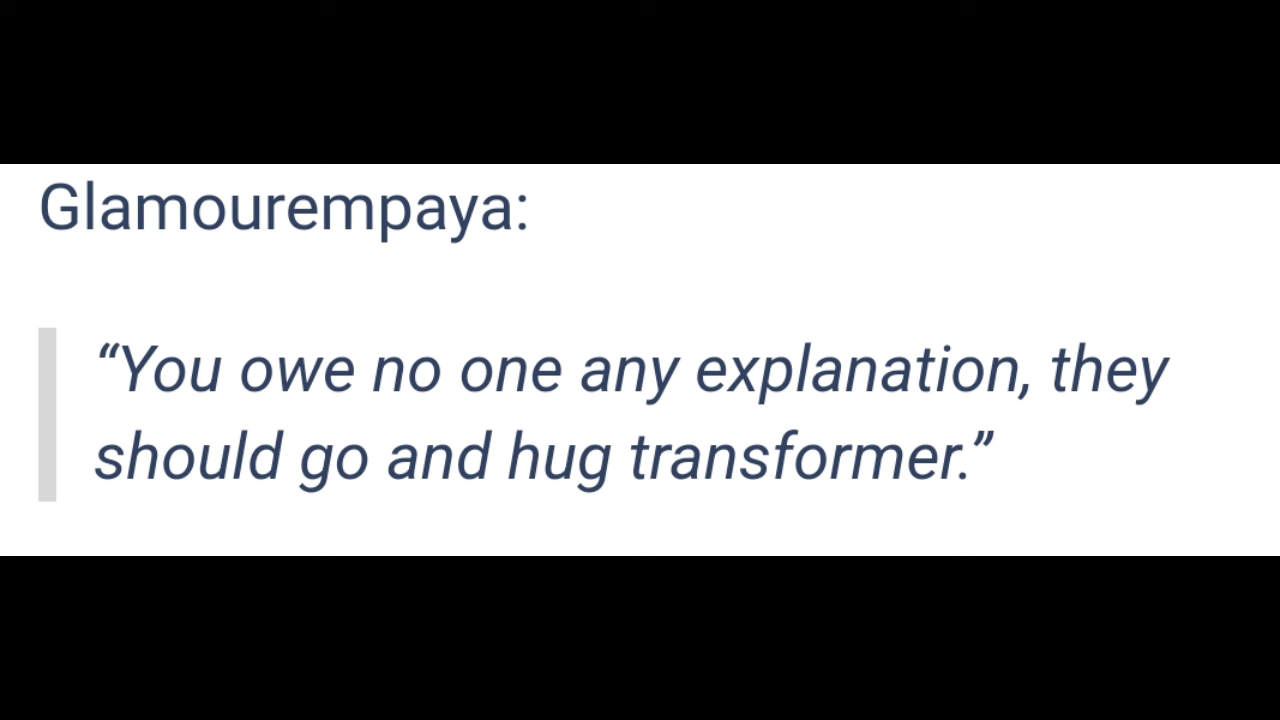 Glamourempaya:
“You owe no one any explanation, they
should go and hug transformer.”